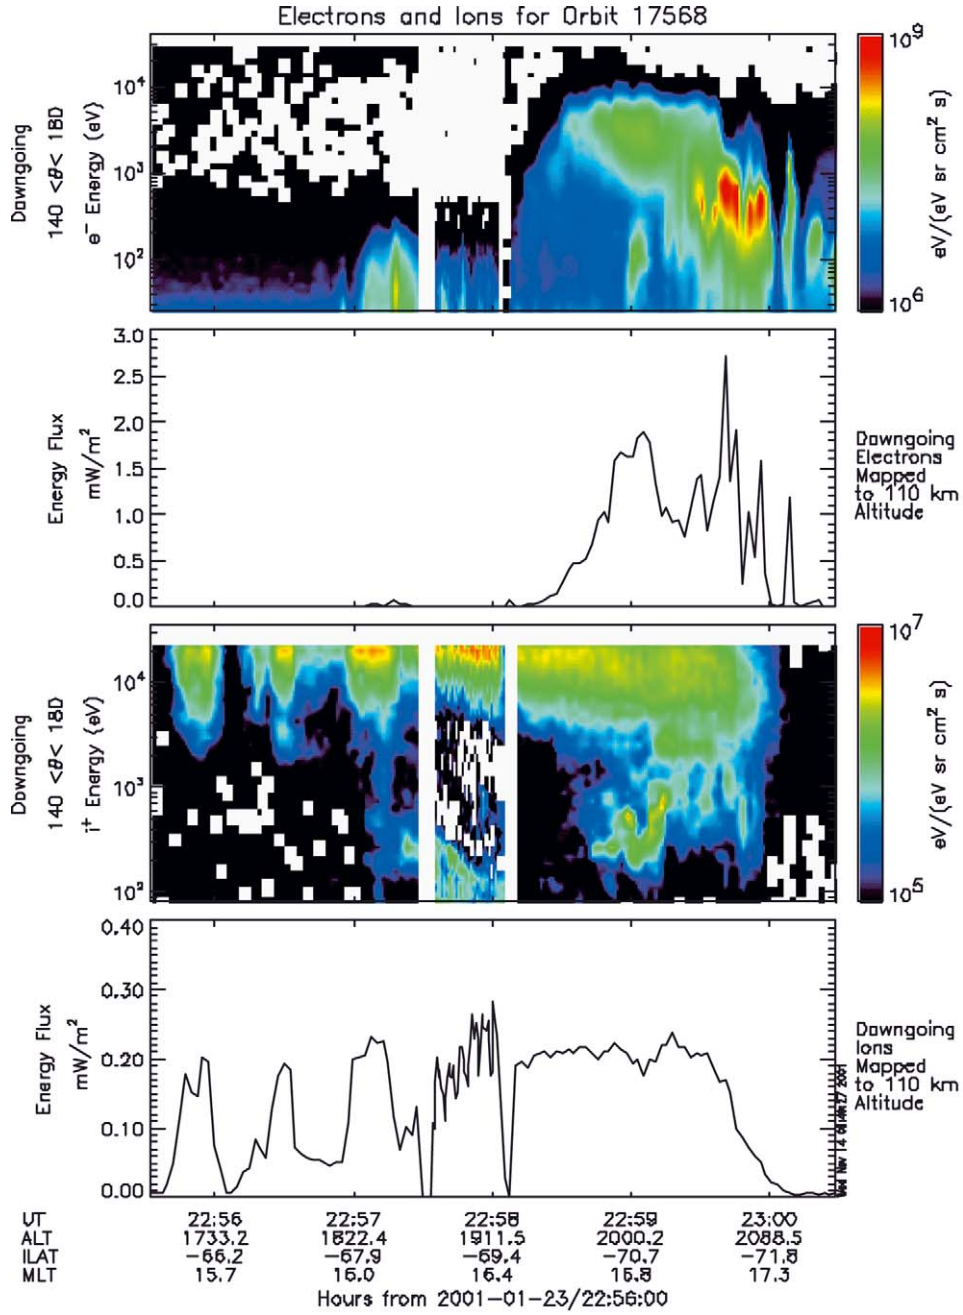 Electrons and Ions for Orbit 17568
Downgoing
140 <θ< 180
e⁻ Energy (eV)
10⁴
10³
10²
10⁹
10⁶
eV/(eV sr cm² s)
Energy Flux
mW/m²
3.0
2.5
2.0
1.5
1.0
0.5
0.0
Downgoing
Electrons
Mapped
to 110 km
Altitude
Downgoing
140 <θ< 180
i⁺ Energy (eV)
10⁴
10³
10²
10⁷
10⁵
eV/(eV sr cm² s)
Energy Flux
mW/m²
0.40
0.30
0.20
0.10
0.00
Downgoing
Ions
Mapped
to 110 km
Altitude
Wed Nov 14 2001
UT 22:56 22:57 22:58 22:59 23:00
ALT 1733.2 1822.4 1911.5 2000.2 2088.5
ILAT −66.2 −67.9 −69.4 −70.7 −71.8
MLT 15.7 16.0 16.4 16.8 17.3
Hours from 2001−01−23/22:56:00